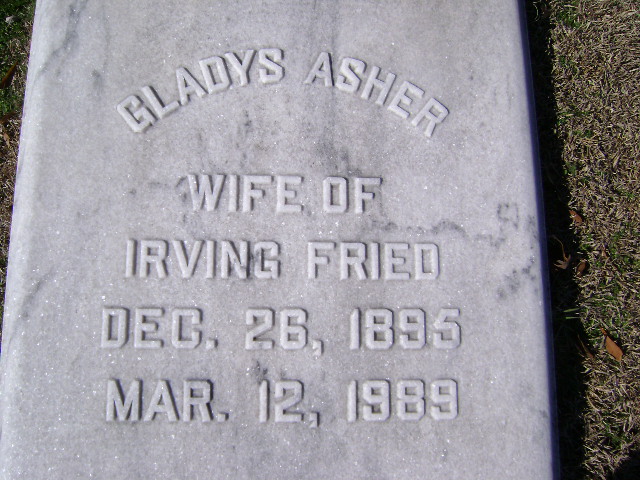 GLADYS ASHER
WIFE OF
IRVING FRIED
DEC. 26, 1895
MAR. 12, 1989